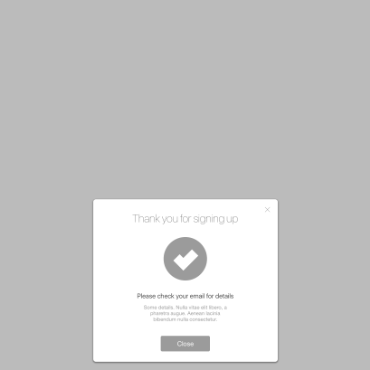 Thank you for signing up
Please check your email for details
Some details. Nulla vitae elit libero, a
pharetra augue. Aenean lacinia
bibendum nulla consectetur.
Close